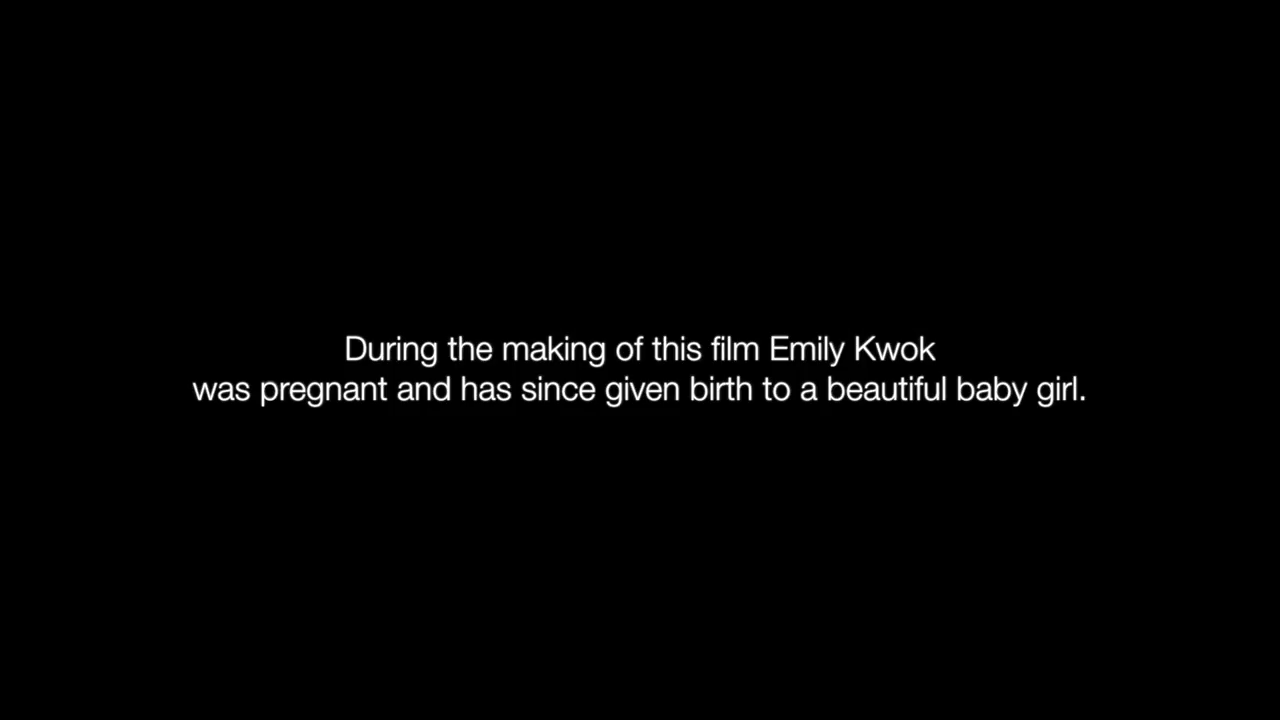 During the making of this film Emily Kwok
was pregnant and has since given birth to a beautiful baby girl.